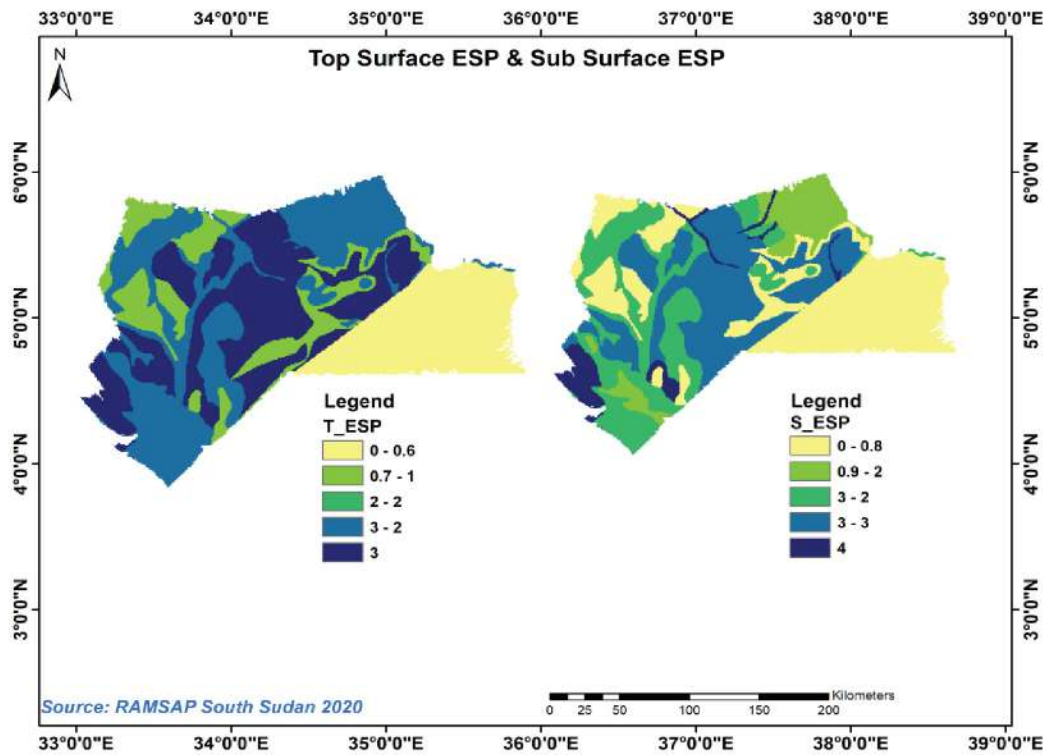 33°0'0"E 34°0'0"E 35°0'0"E 36°0'0"E 37°0'0"E 38°0'0"E 39°0'0"E
N
Top Surface ESP & Sub Surface ESP
6°0'0"N
6°0'0"N
5°0'0"N
5°0'0"N
4°0'0"N
4°0'0"N
3°0'0"N
3°0'0"N
Legend
T_ESP
0 - 0.6
0.7 - 1
2 - 2
3 - 2
3
Legend
S_ESP
0 - 0.8
0.9 - 2
3 - 2
3 - 3
4
Source: RAMSAP South Sudan 2020
Kilometers
0 25 50 100 150 200
33°0'0"E 34°0'0"E 35°0'0"E 36°0'0"E 37°0'0"E 38°0'0"E 39°0'0"E